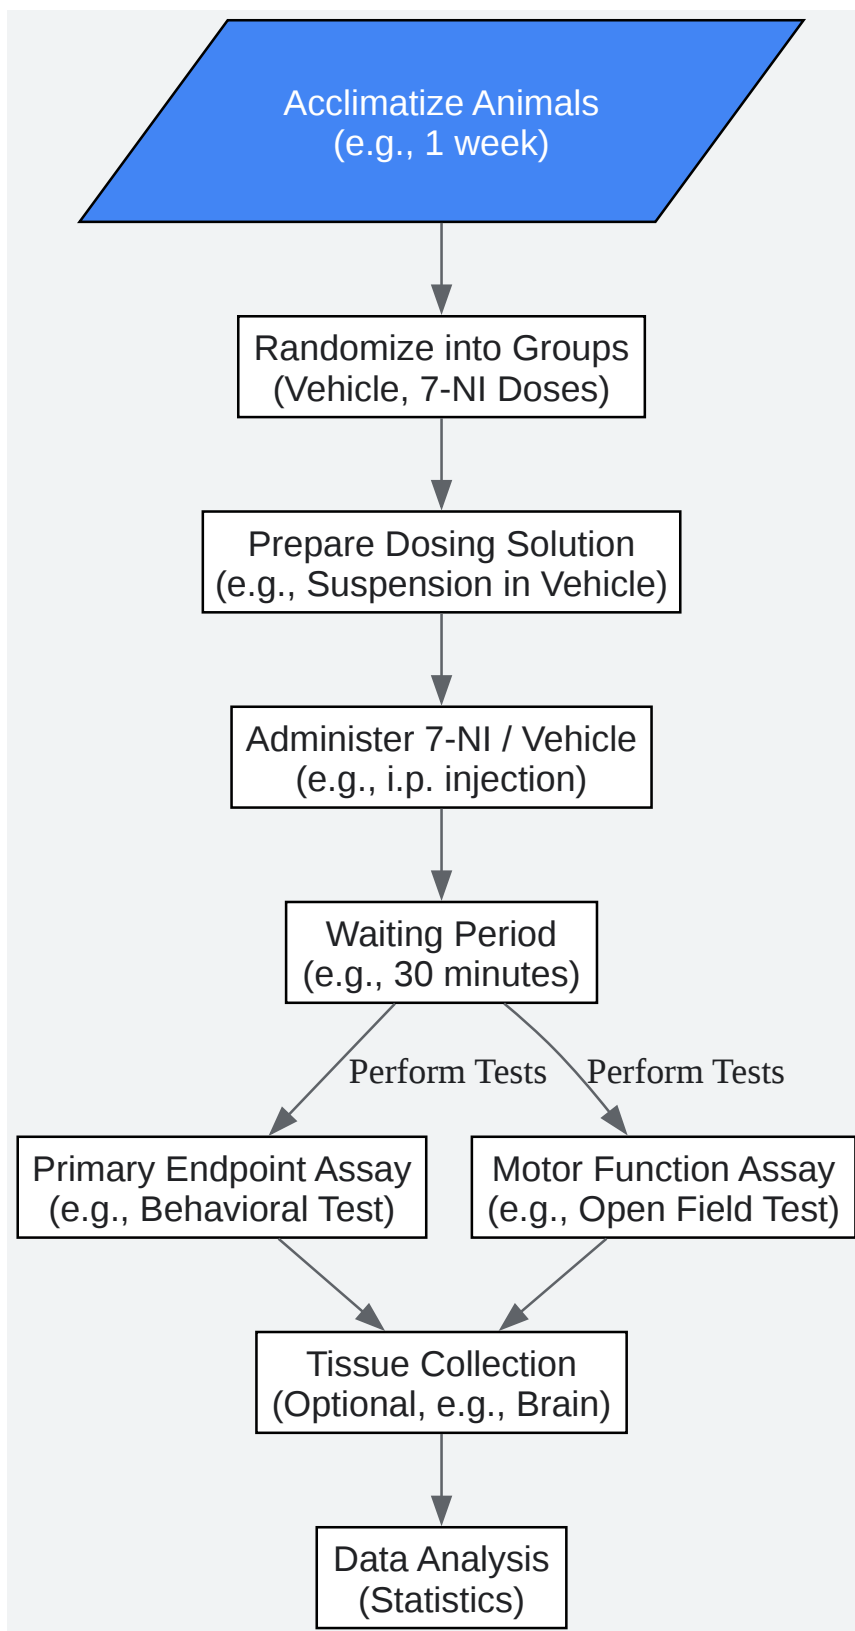 Acclimatize Animals
(e.g., 1 week)
Randomize into Groups
(Vehicle, 7-NI Doses)
Prepare Dosing Solution
(e.g., Suspension in Vehicle)
Administer 7-NI / Vehicle
(e.g., i.p. injection)
Waiting Period
(e.g., 30 minutes)
Perform Tests
Perform Tests
Primary Endpoint Assay
(e.g., Behavioral Test)
Motor Function Assay
(e.g., Open Field Test)
Tissue Collection
(Optional, e.g., Brain)
Data Analysis
(Statistics)